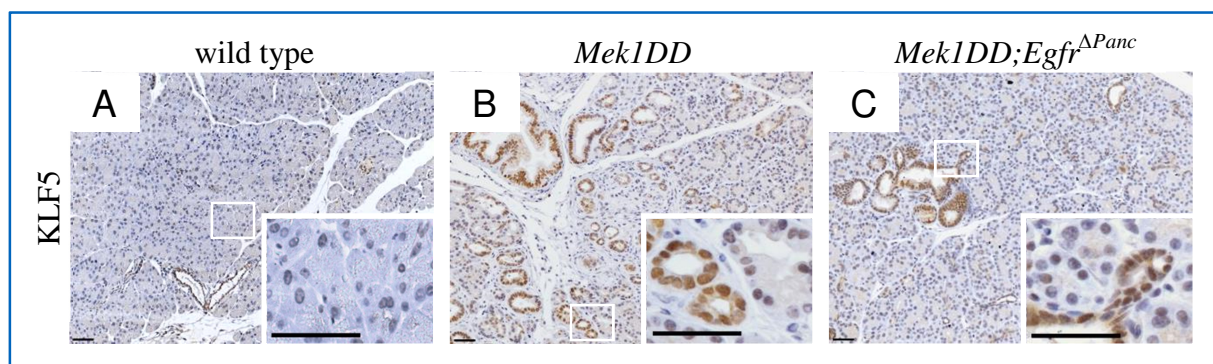 wild type
Mek1DD
Mek1DD;Egfr^ΔPanc
KLF5
A
B
C